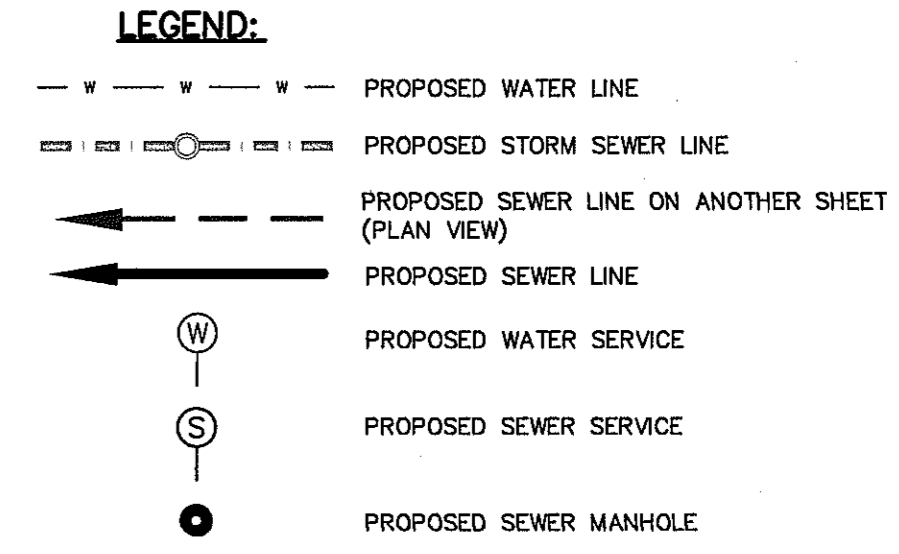 LEGEND:
W W W PROPOSED WATER LINE
PROPOSED STORM SEWER LINE
PROPOSED SEWER LINE ON ANOTHER SHEET
(PLAN VIEW)
PROPOSED SEWER LINE
W PROPOSED WATER SERVICE
S PROPOSED SEWER SERVICE
PROPOSED SEWER MANHOLE